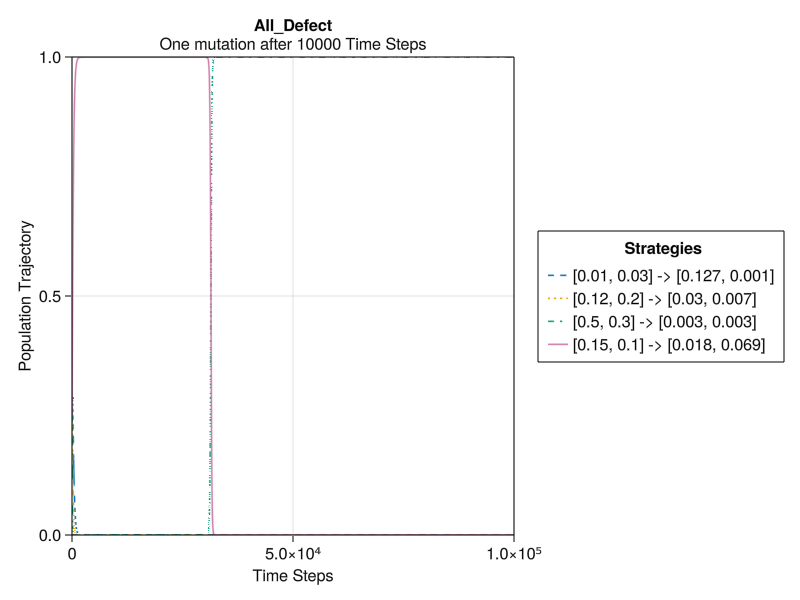 All_Defect
One mutation after 10000 Time Steps
1.0
0.5
0.0
Population Trajectory
0
5.0×10⁴
1.0×10⁵
Time Steps
Strategies
[0.01, 0.03] -> [0.127, 0.001]
[0.12, 0.2] -> [0.03, 0.007]
[0.5, 0.3] -> [0.003, 0.003]
[0.15, 0.1] -> [0.018, 0.069]